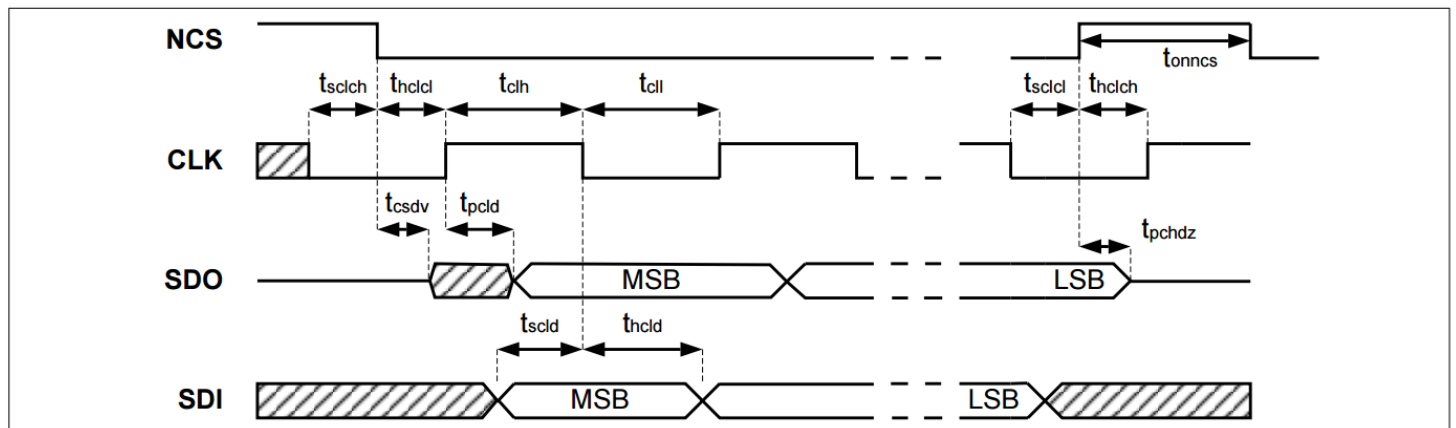 NCS
tonncs
tsclch thclcl tclh tcll tsclcl thclch
CLK
tcsdv tpcld
tpchdz
SDO MSB LSB
tscld thcld
SDI MSB LSB